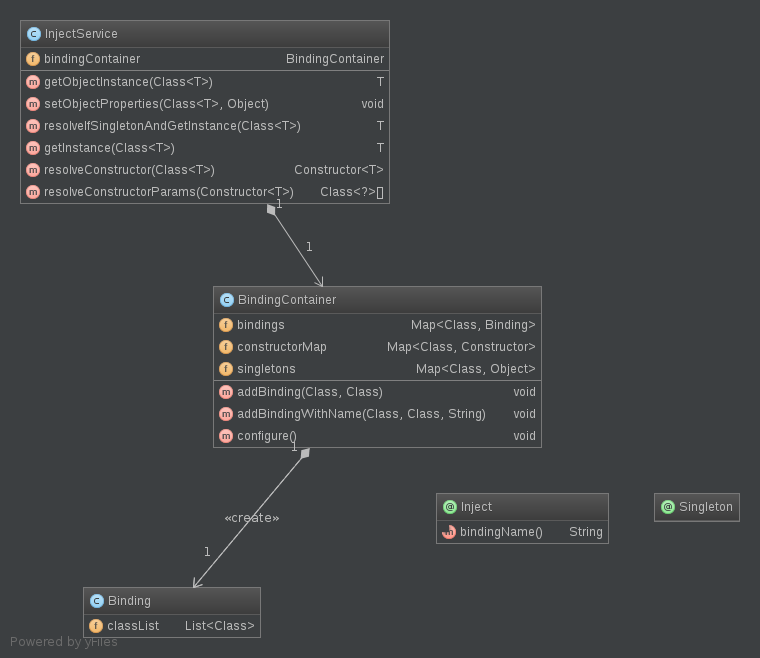 InjectService
bindingContainer BindingContainer
getObjectInstance(Class<T>) T
setObjectProperties(Class<T>, Object) void
resolveIfSingletonAndGetInstance(Class<T>) T
getInstance(Class<T>) T
resolveConstructor(Class<T>) Constructor<T>
resolveConstructorParams(Constructor<T>) Class<?>[]
1
1
BindingContainer
bindings Map<Class, Binding>
constructorMap Map<Class, Constructor>
singletons Map<Class, Object>
addBinding(Class, Class) void
addBindingWithName(Class, Class, String) void
configure() void
1
«create»
1
Inject
bindingName() String
Singleton
Binding
classList List<Class>
Powered by yFiles